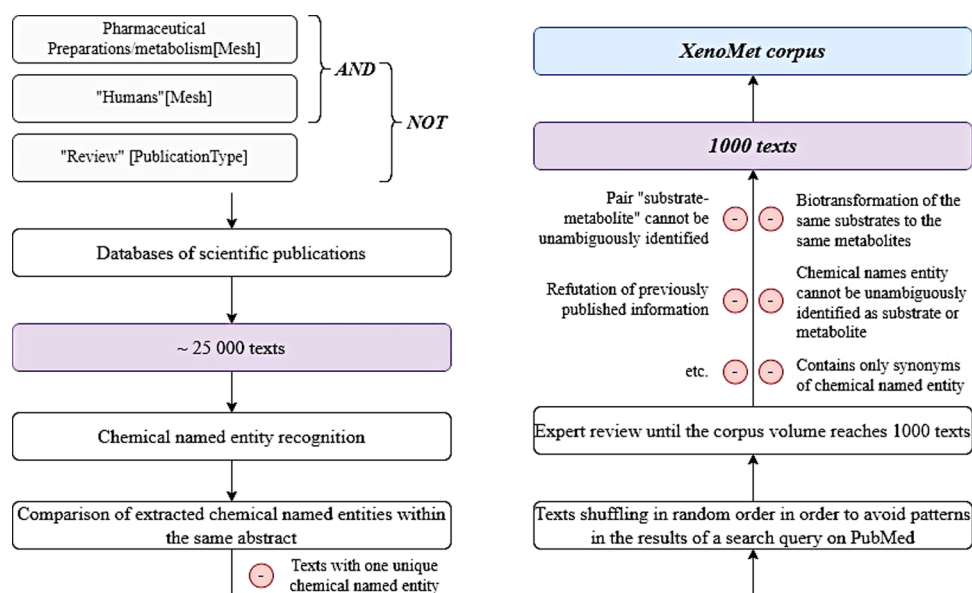 Pharmaceutical
Preparations/metabolism[Mesh]
AND
"Humans"[Mesh]
NOT
"Review" [PublicationType]
Databases of scientific publications
~ 25 000 texts
Chemical named entity recognition
Comparison of extracted chemical named entities within
the same abstract
-
Texts with one unique
chemical named entity
XenoMet corpus
1000 texts
Pair "substrate-
metabolite" cannot be
unambiguously identified
-
-
Biotransformation of the
same substrates to the
same metabolites
Refutation of previously
published information
-
-
Chemical names entity
cannot be unambiguously
identified as substrate or
metabolite
etc.
-
-
Contains only synonyms
of chemical named entity
Expert review until the corpus volume reaches 1000 texts
Texts shuffling in random order in order to avoid patterns
in the results of a search query on PubMed